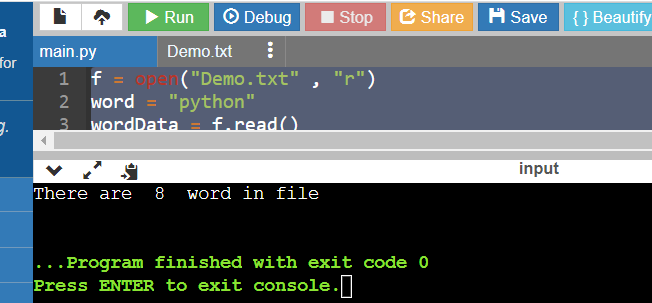 a
for
g.
Run Debug Stop Share Save { } Beautify
main.py Demo.txt
1 f = open("Demo.txt" , "r")
2 word = "python"
3 wordData = f.read()
input
There are  8  word in file
...Program finished with exit code 0
Press ENTER to exit console.